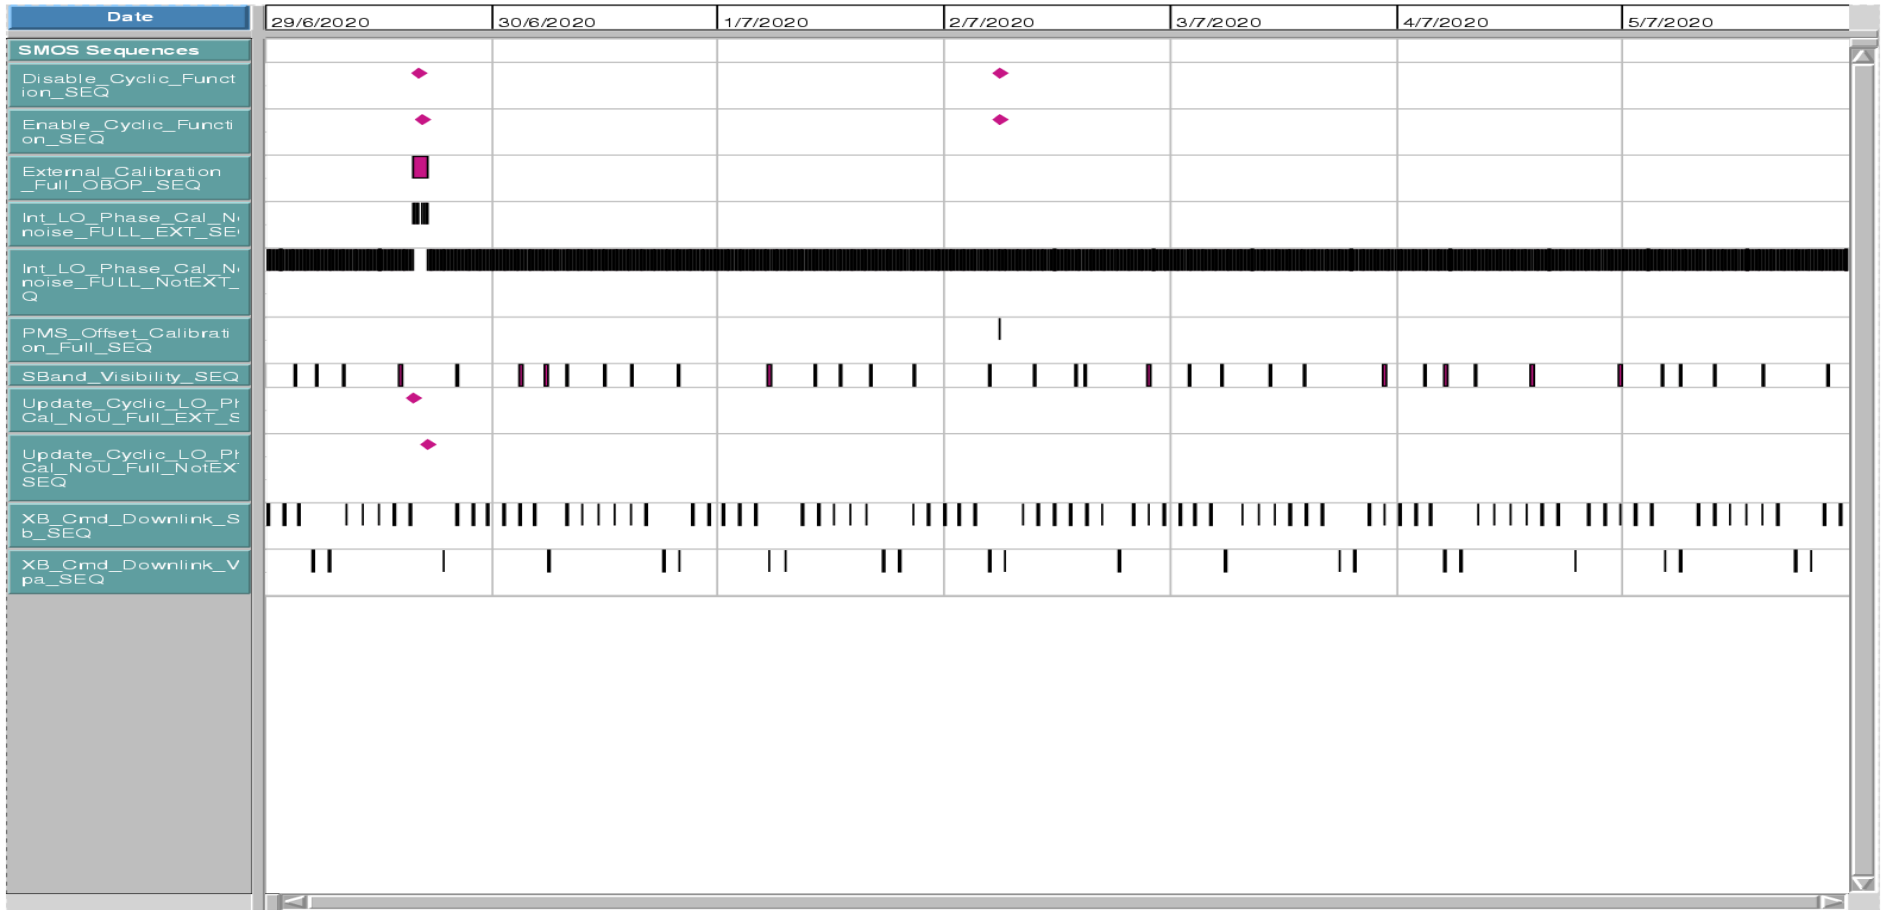 Date
29/6/2020
30/6/2020
1/7/2020
2/7/2020
3/7/2020
4/7/2020
5/7/2020
SMOS Sequences
Disable_Cyclic_Funct
ion_SEQ
Enable_Cyclic_Functi
on_SEQ
External_Calibration
_Full_OBOP_SEQ
Int_LO_Phase_Cal_N
noise_FULL_EXT_SE
Int_LO_Phase_Cal_N
noise_FULL_NotEXT_
Q
PMS_Offset_Calibrati
on_Full_SEQ
SBand_Visibility_SEQ
Update_Cyclic_LO_P
Cal_NoU_Full_EXT_S
Update_Cyclic_LO_P
Cal_NoU_Full_NotEX
SEQ
XB_Cmd_Downlink_S
b_SEQ
XB_Cmd_Downlink_V
pa_SEQ